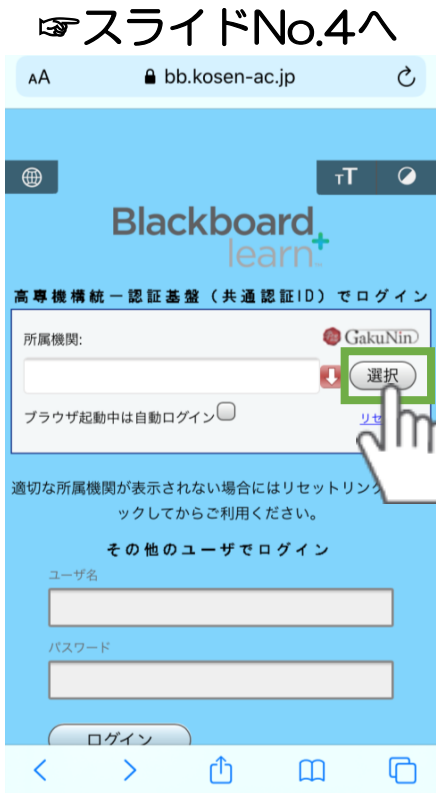 ☞スライドNo.4へ
AA bb.kosen-ac.jp
TT
Blackboard
learn+
高専機構統一認証基盤（共通認証ID）でログイン
所属機関: GakuNin
選択
ブラウザ起動中は自動ログイン リセ
適切な所属機関が表示されない場合にはリセットリンク
ックしてからご利用ください。
その他のユーザでログイン
ユーザ名
パスワード
ログイン